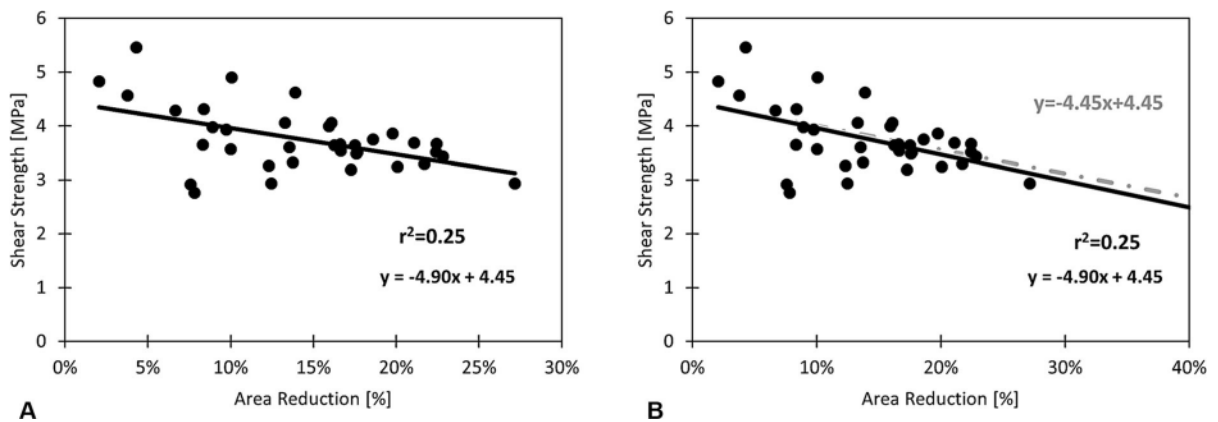 6
5
4
3
2
1
0
Shear Strength [MPa]
r²=0.25
y = -4.90x + 4.45
0% 5% 10% 15% 20% 25% 30%
Area Reduction [%]
A
6
5
4
3
2
1
0
Shear Strength [MPa]
y=-4.45x+4.45
r²=0.25
y = -4.90x + 4.45
0% 10% 20% 30% 40%
Area Reduction [%]
B